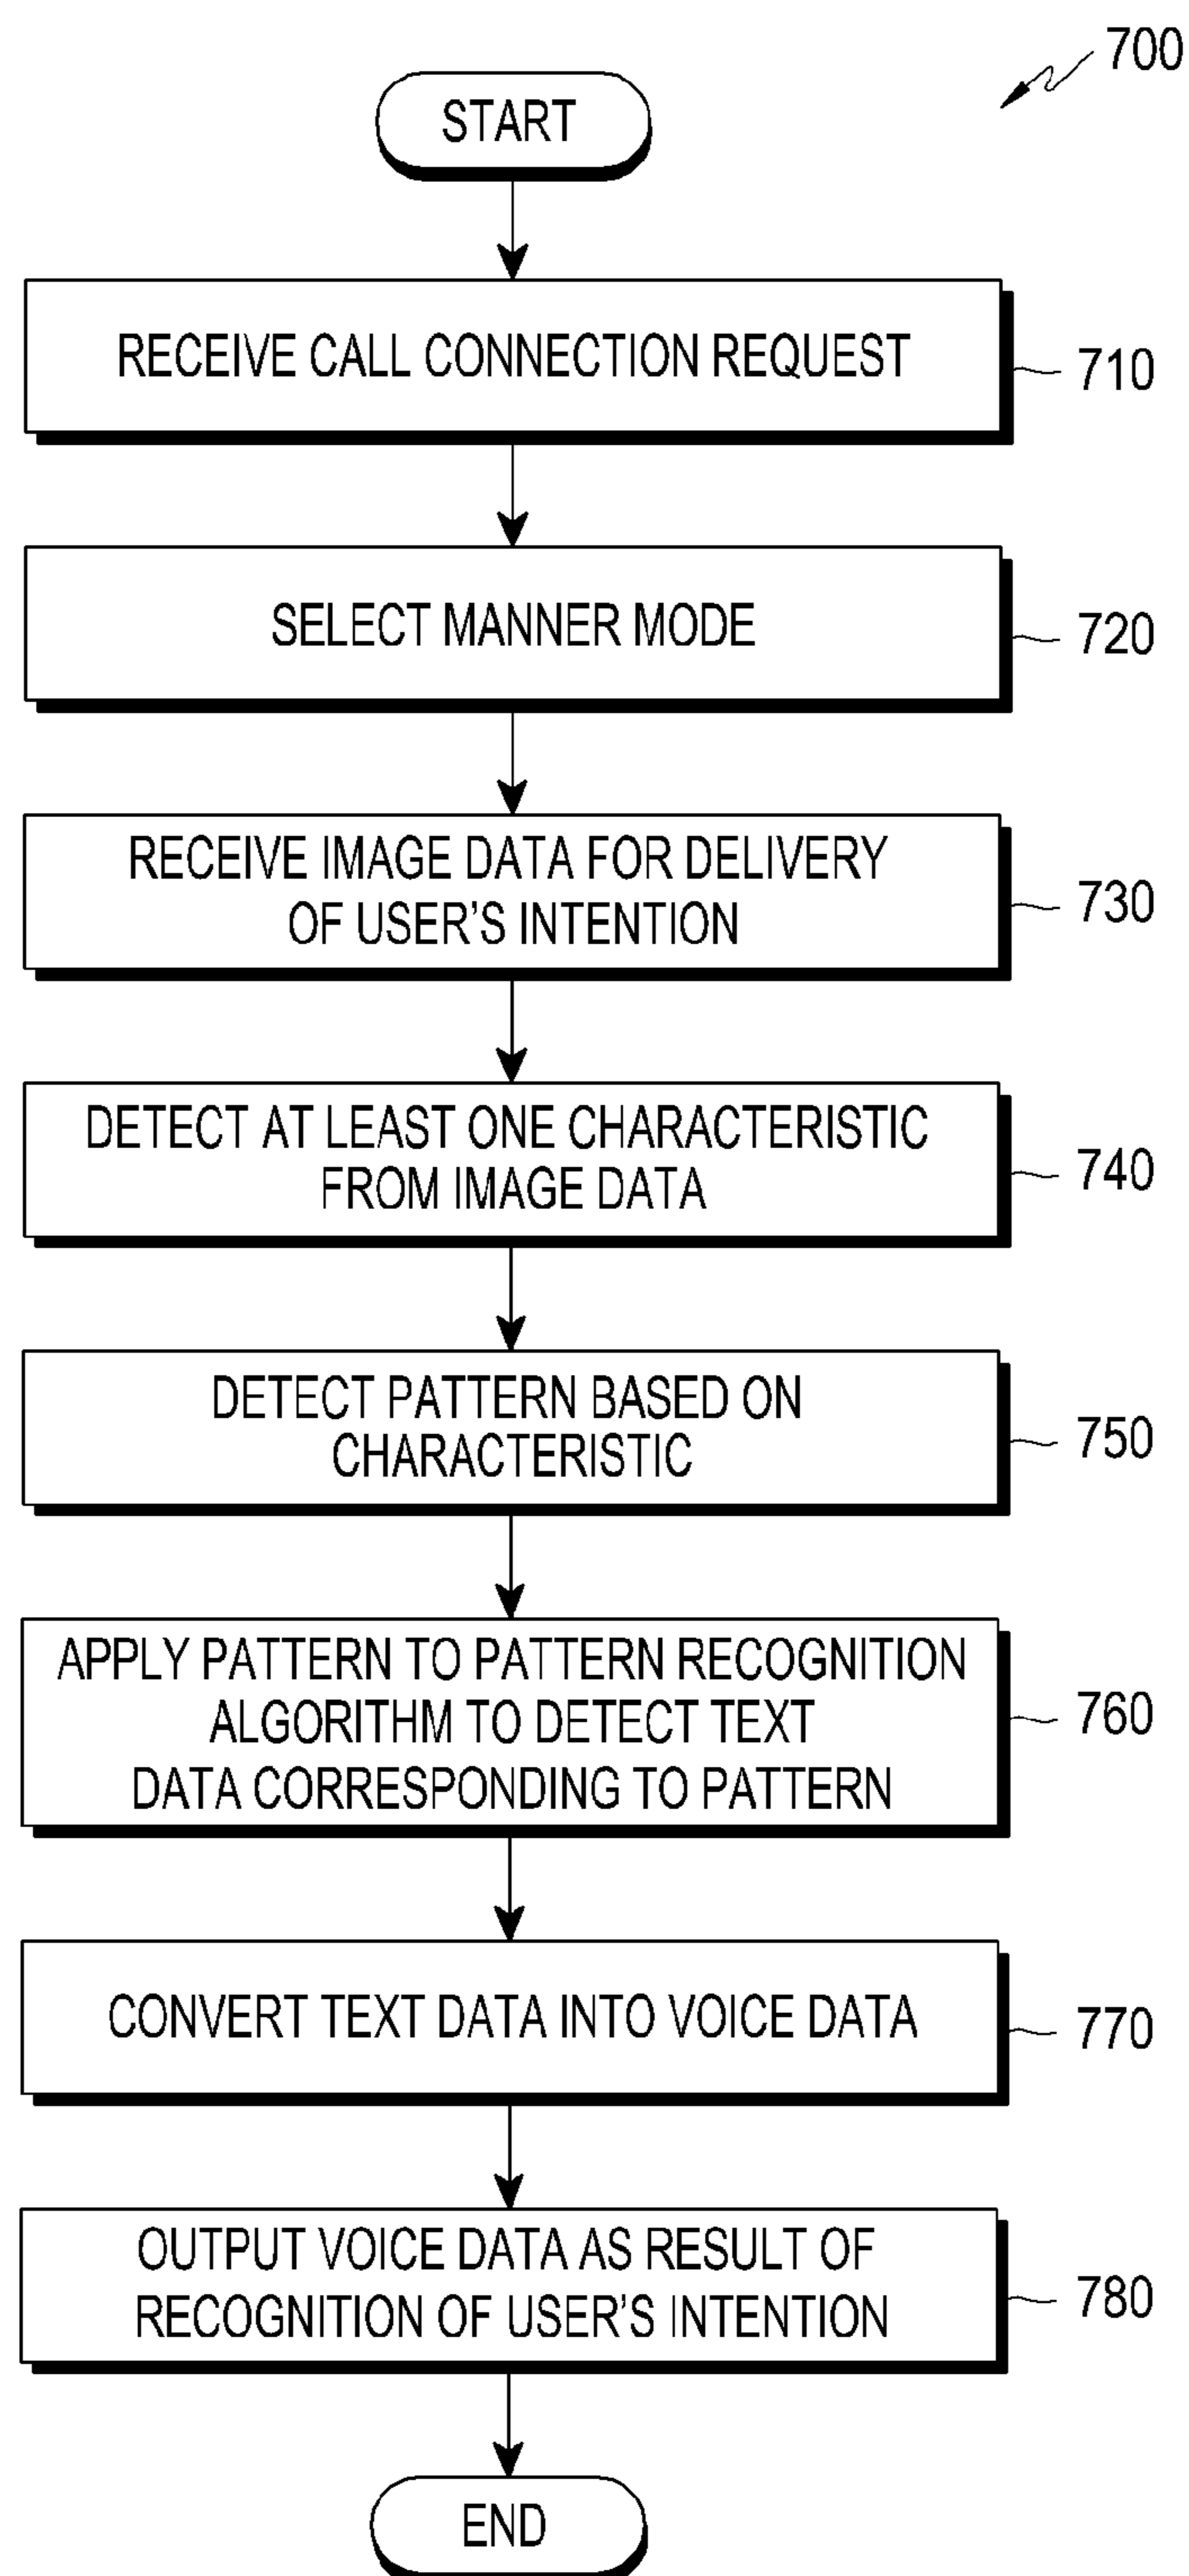 700
START
RECEIVE CALL CONNECTION REQUEST
710
SELECT MANNER MODE
720
RECEIVE IMAGE DATA FOR DELIVERY
OF USER'S INTENTION
730
DETECT AT LEAST ONE CHARACTERISTIC
FROM IMAGE DATA
740
DETECT PATTERN BASED ON
CHARACTERISTIC
750
APPLY PATTERN TO PATTERN RECOGNITION
ALGORITHM TO DETECT TEXT
DATA CORRESPONDING TO PATTERN
760
CONVERT TEXT DATA INTO VOICE DATA
770
OUTPUT VOICE DATA AS RESULT OF
RECOGNITION OF USER'S INTENTION
780
END